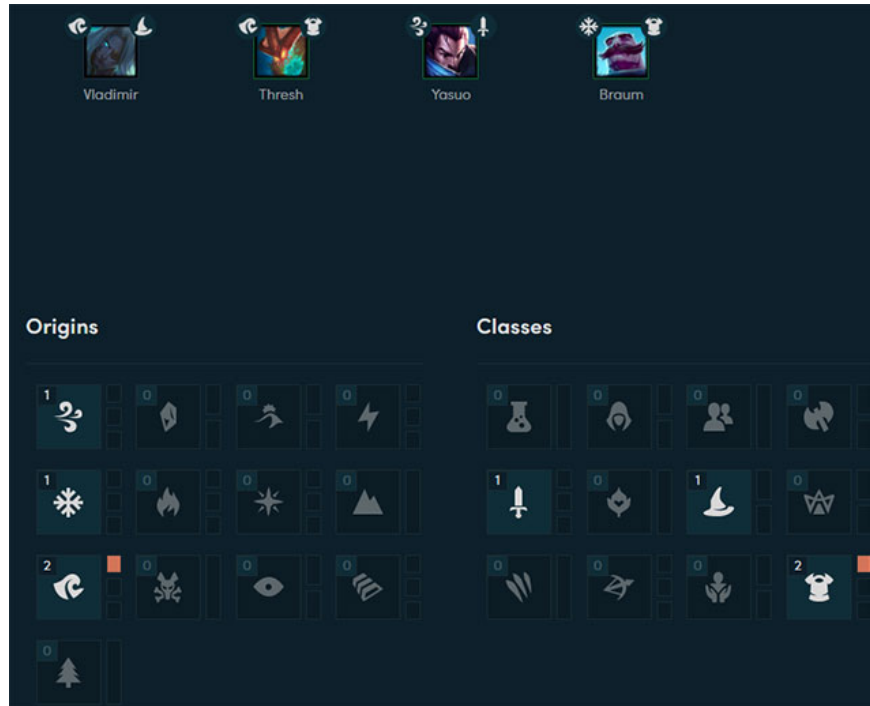 Vladimir Thresh Yasuo Braum
Origins Classes
1 0 0 0 0 0 0 0
1 0 0 0 1 0 1 0
2 0 0 0 0 0 0 2
0